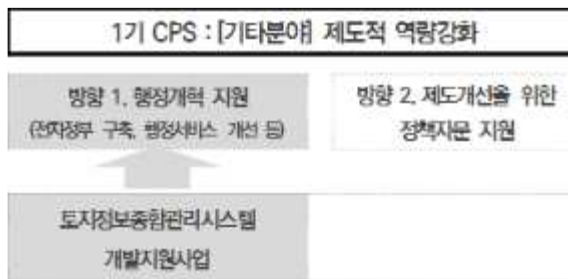 1기 CPS : [기타분야] 제도적 역량강화
방향 1. 행정개혁 지원
(전자정부 구축, 행정서비스 개선 등)
방향 2. 제도개선을 위한
정책자문 지원
토지정보종합관리시스템
개발지원사업